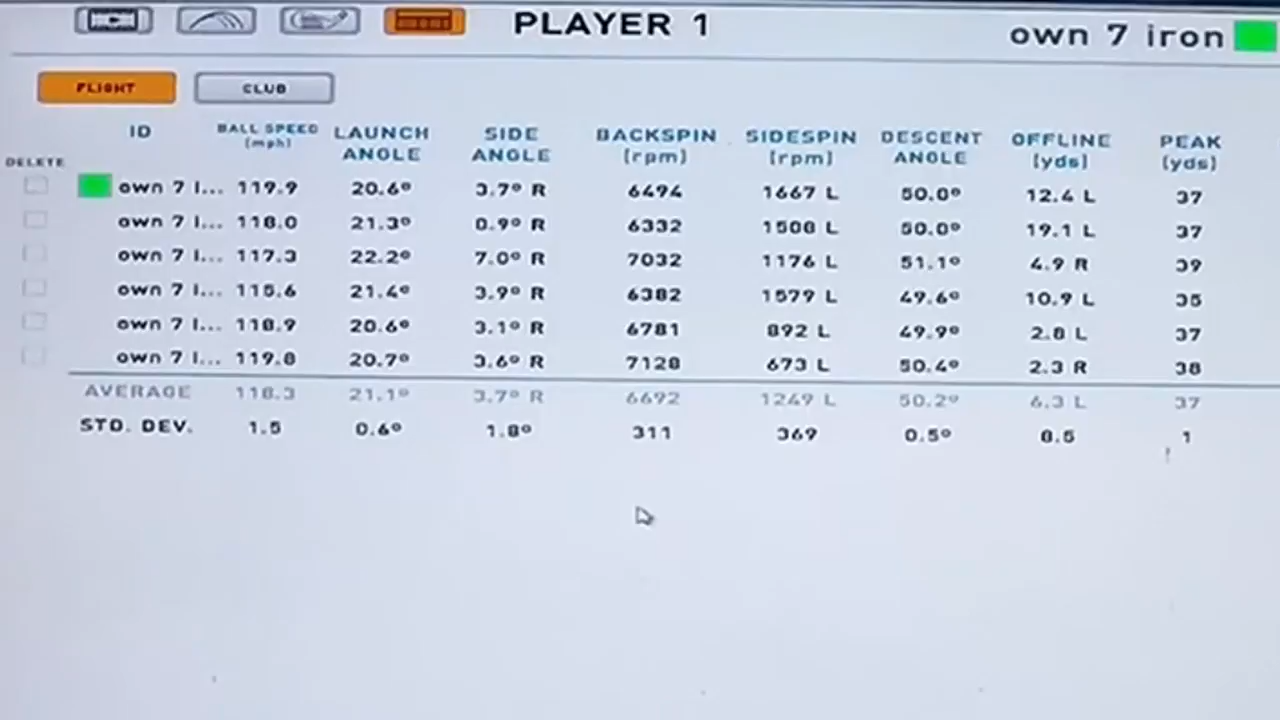 PLAYER 1
own 7 iron
FLIGHT CLUB
DELETE ID BALL SPEED (mph) LAUNCH ANGLE SIDE ANGLE BACKSPIN (rpm) SIDESPIN (rpm) DESCENT ANGLE OFFLINE (yds) PEAK (yds)
own 7 I... 119.9 20.6° 3.7° R 6494 1667 L 50.0° 12.4 L 37
own 7 I... 118.0 21.3° 0.9° R 6332 1508 L 50.0° 19.1 L 37
own 7 I... 117.3 22.2° 7.0° R 7032 1176 L 51.1° 4.9 R 39
own 7 I... 115.6 21.4° 3.9° R 6382 1579 L 49.6° 10.9 L 35
own 7 I... 118.9 20.6° 3.1° R 6781 892 L 49.9° 2.8 L 37
own 7 I... 119.8 20.7° 3.6° R 7128 673 L 50.4° 2.3 R 38
AVERAGE 118.3 21.1° 3.7° R 6692 1249 L 50.2° 6.3 L 37
STD. DEV. 1.5 0.6° 1.8° 311 369 0.5° 8.5 1